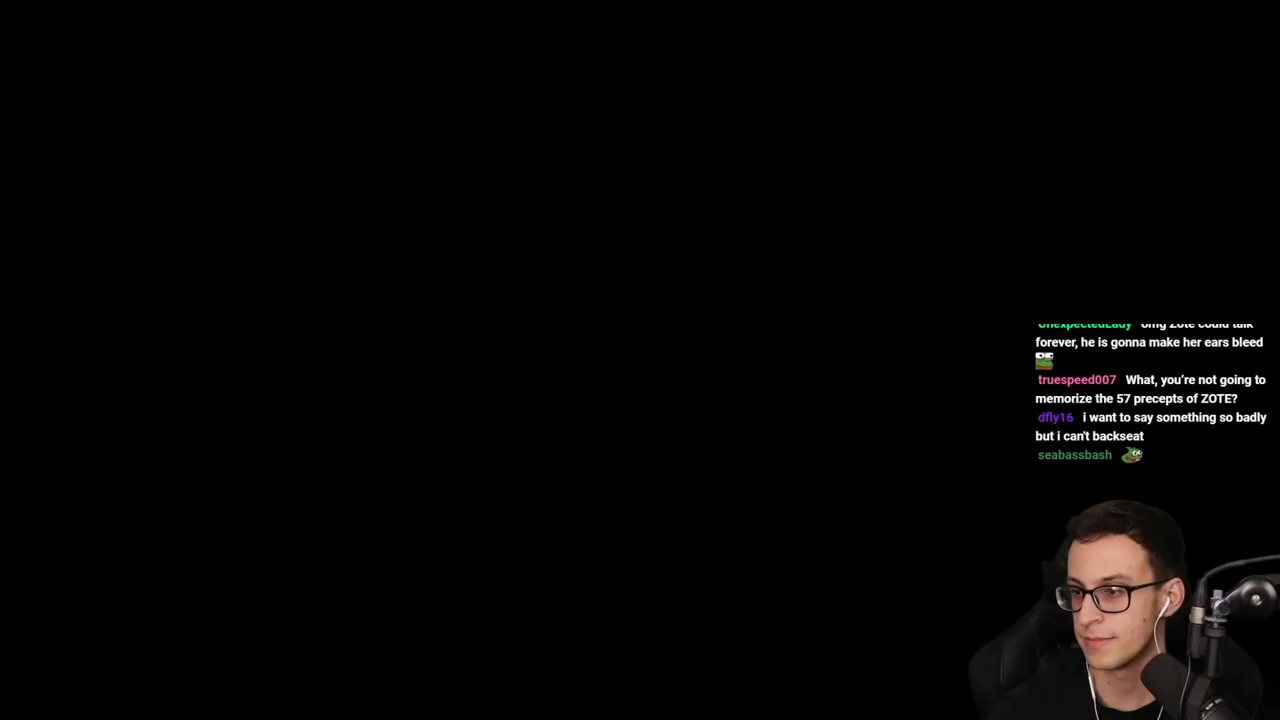 UnexpectedLady omg Zote could talk
forever, he is gonna make her ears bleed
truespeed007 What, you’re not going to
memorize the 57 precepts of ZOTE?
dfly16 i want to say something so badly
but i can't backseat
seabassbash